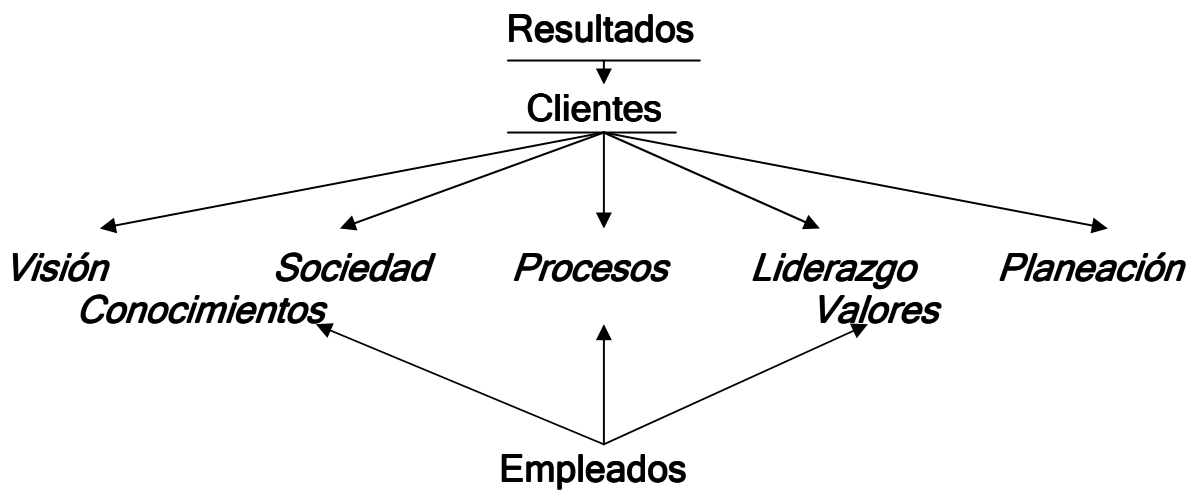 Resultados
Clientes
Visión Sociedad Procesos Liderazgo Planeación
Conocimientos Valores
Empleados